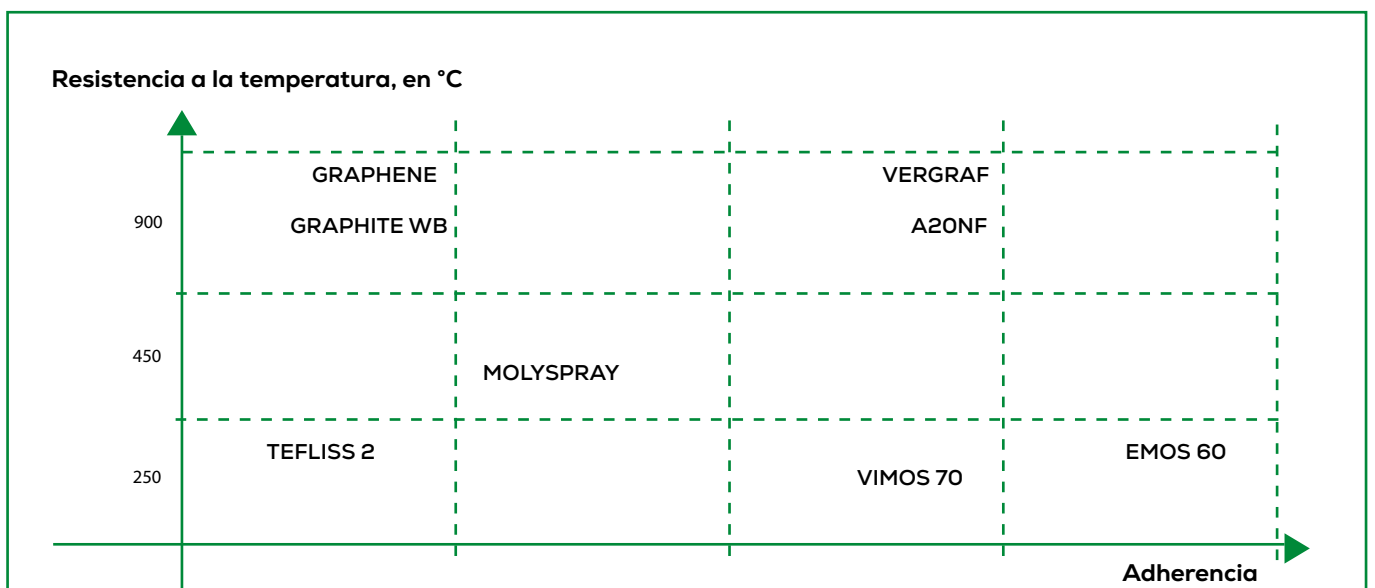 Resistencia a la temperatura, en °C
GRAPHENE VERGRAF
900 GRAPHITE WB A20NF
450
MOLYSPRAY
TEFLISS 2 EMOS 60
250 VIMOS 70
Adherencia